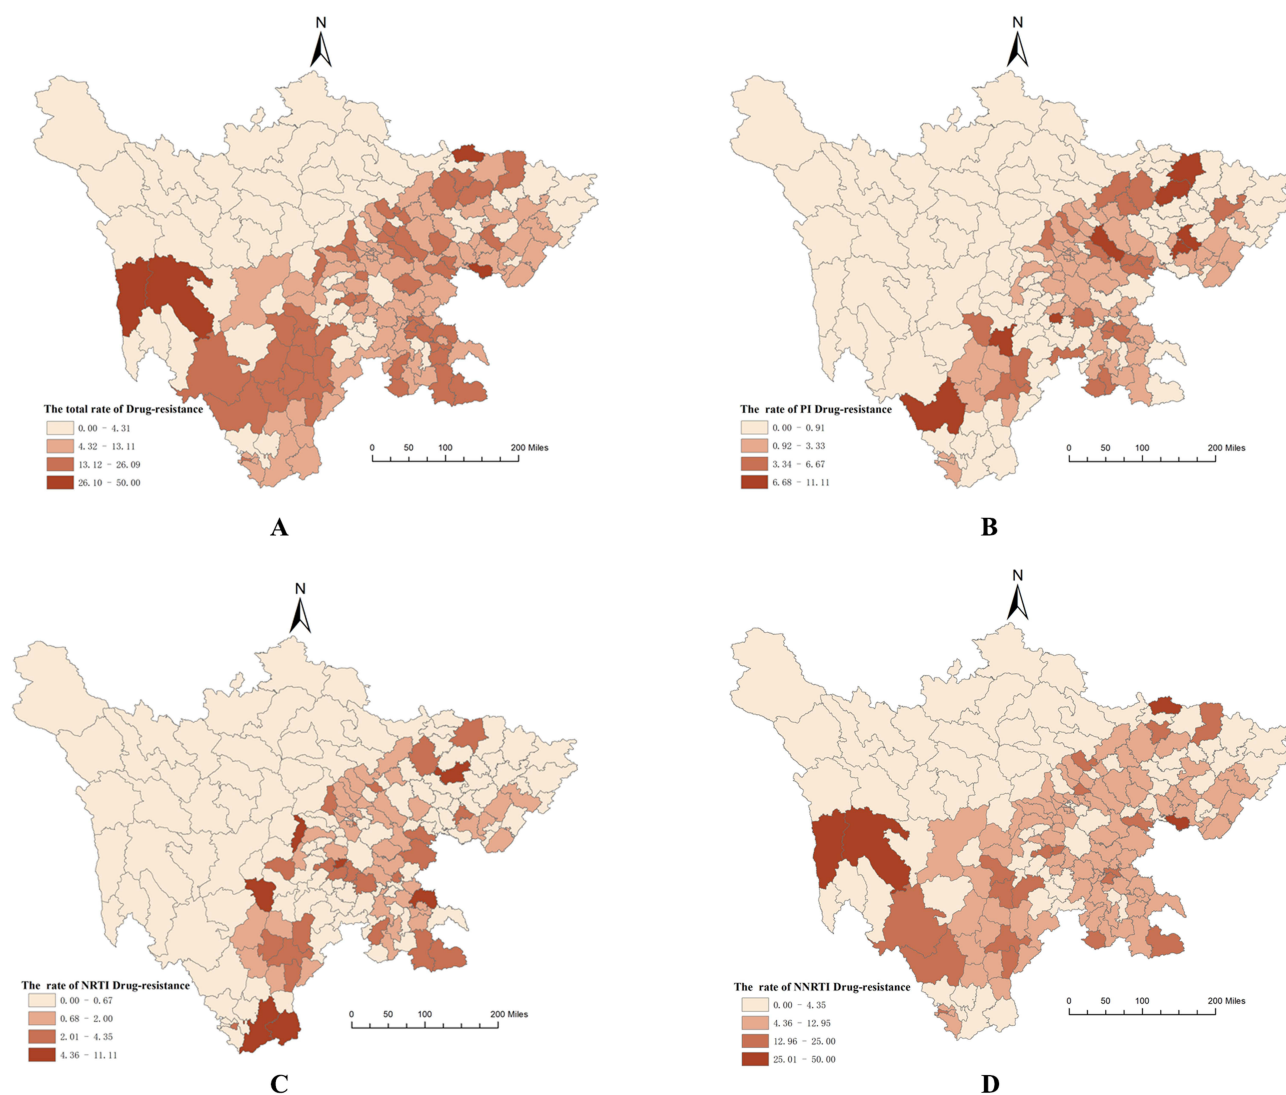 N
The total rate of Drug-resistance
0.00 - 4.31
4.32 - 13.11
13.12 - 26.09
26.10 - 50.00
0 50 100 200 Miles
A
N
The rate of PI Drug-resistance
0.00 - 0.91
0.92 - 3.33
3.34 - 6.67
6.68 - 11.11
0 50 100 200 Miles
B
N
The rate of NRTI Drug-resistance
0.00 - 0.67
0.68 - 2.00
2.01 - 4.35
4.36 - 11.11
0 50 100 200 Miles
C
N
The rate of NNRTI Drug-resistance
0.00 - 4.35
4.36 - 12.95
12.96 - 25.00
25.01 - 50.00
0 50 100 200 Miles
D